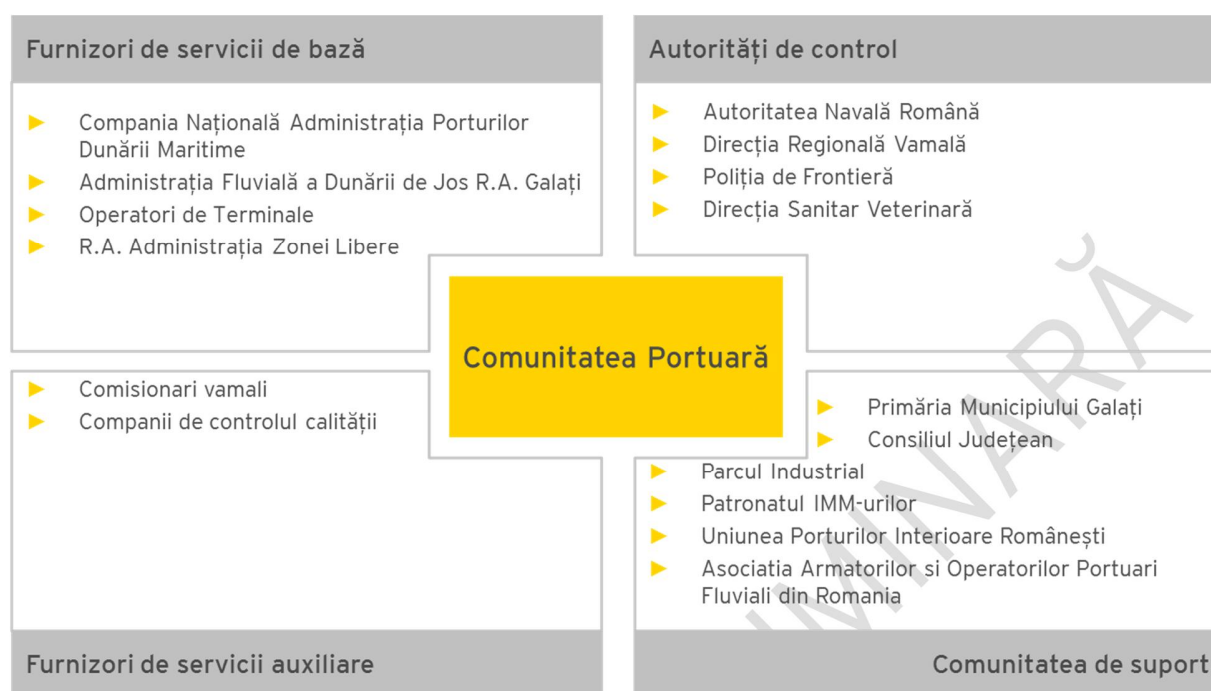 Furnizori de servicii de bază
► Compania Națională Administrația Porturilor
Dunării Maritime
► Administrația Fluvială a Dunării de Jos R.A. Galați
► Operatori de Terminale
► R.A. Administrația Zonei Libere
Autorități de control
► Autoritatea Navală Română
► Direcția Regională Vamală
► Poliția de Frontieră
► Direcția Sanitar Veterinară
Comunitatea Portuară
► Comisionari vamali
► Companii de controlul calității
Furnizori de servicii auxiliare
► Primăria Municipiului Galați
► Consiliul Județean
► Parcul Industrial
► Patronatul IMM-urilor
► Uniunea Porturilor Interioare Românești
► Asociatia Armatorilor si Operatorilor Portuari
Fluviali din Romania
Comunitatea de suport